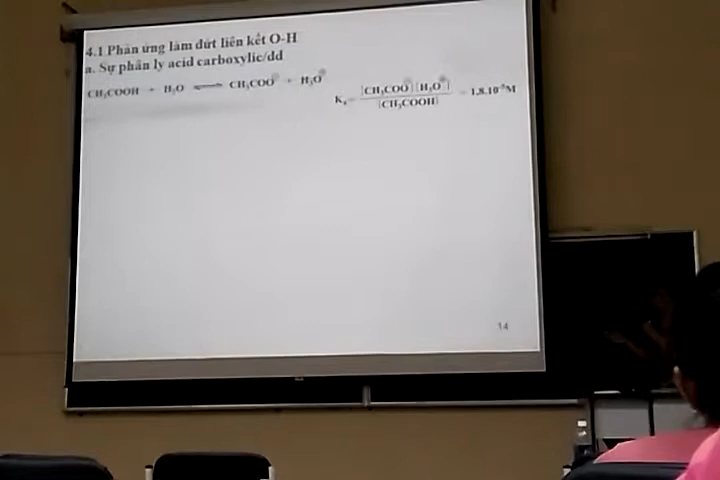 4.1 Phản ứng làm đứt liên kết O-H
a. Sự phân ly acid carboxylic/dd
CH₃COOH + H₂O ⇌ CH₃COO⊖ + H₃O⊕
Kₐ = [CH₃COO⊖][H₃O⊕] / [CH₃COOH] = 1,8.10⁻⁵M
14